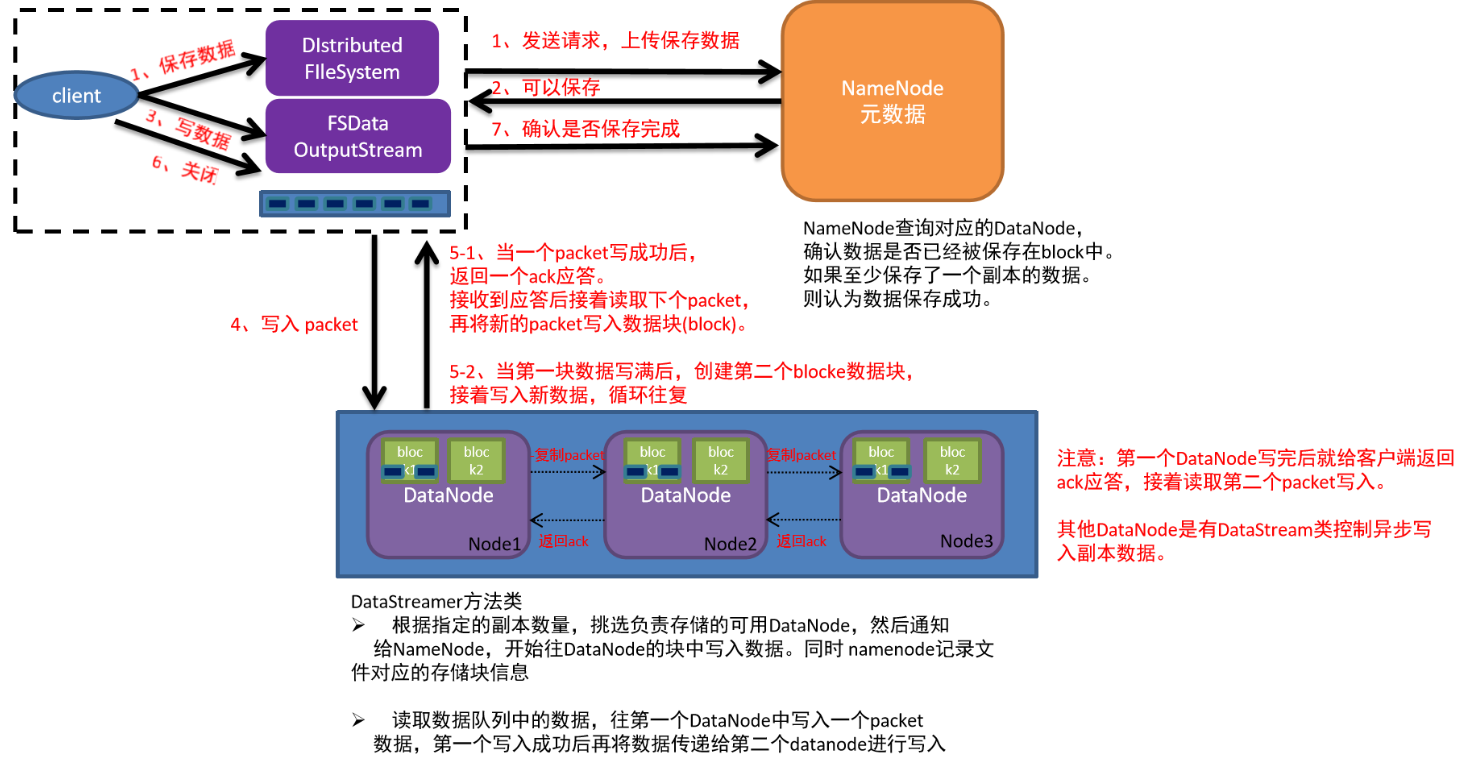 client
1、保存数据
3、写数据
6、关闭
DIstributed
FIleSystem
FSData
OutputStream
1、发送请求，上传保存数据
2、可以保存
7、确认是否保存完成
NameNode
元数据
NameNode查询对应的DataNode，
确认数据是否已经被保存在block中。
如果至少保存了一个副本的数据。
则认为数据保存成功。
4、写入 packet
5-1、当一个packet写成功后，
返回一个ack应答。
接收到应答后接着读取下个packet，
再将新的packet写入数据块(block)。
5-2、当第一块数据写满后，创建第二个blocke数据块，
接着写入新数据，循环往复
bloc
k1
bloc
k2
DataNode
Node1
复制packet
返回ack
bloc
k1
bloc
k2
DataNode
Node2
复制packet
返回ack
bloc
k1
bloc
k2
DataNode
Node3
注意：第一个DataNode写完后就给客户端返回
ack应答，接着读取第二个packet写入。
其他DataNode是有DataStream类控制异步写
入副本数据。
DataStreamer方法类
➢ 根据指定的副本数量，挑选负责存储的可用DataNode，然后通知
给NameNode，开始往DataNode的块中写入数据。同时 namenode记录文
件对应的存储块信息
➢ 读取数据队列中的数据，往第一个DataNode中写入一个packet
数据，第一个写入成功后再将数据传递给第二个datanode进行写入